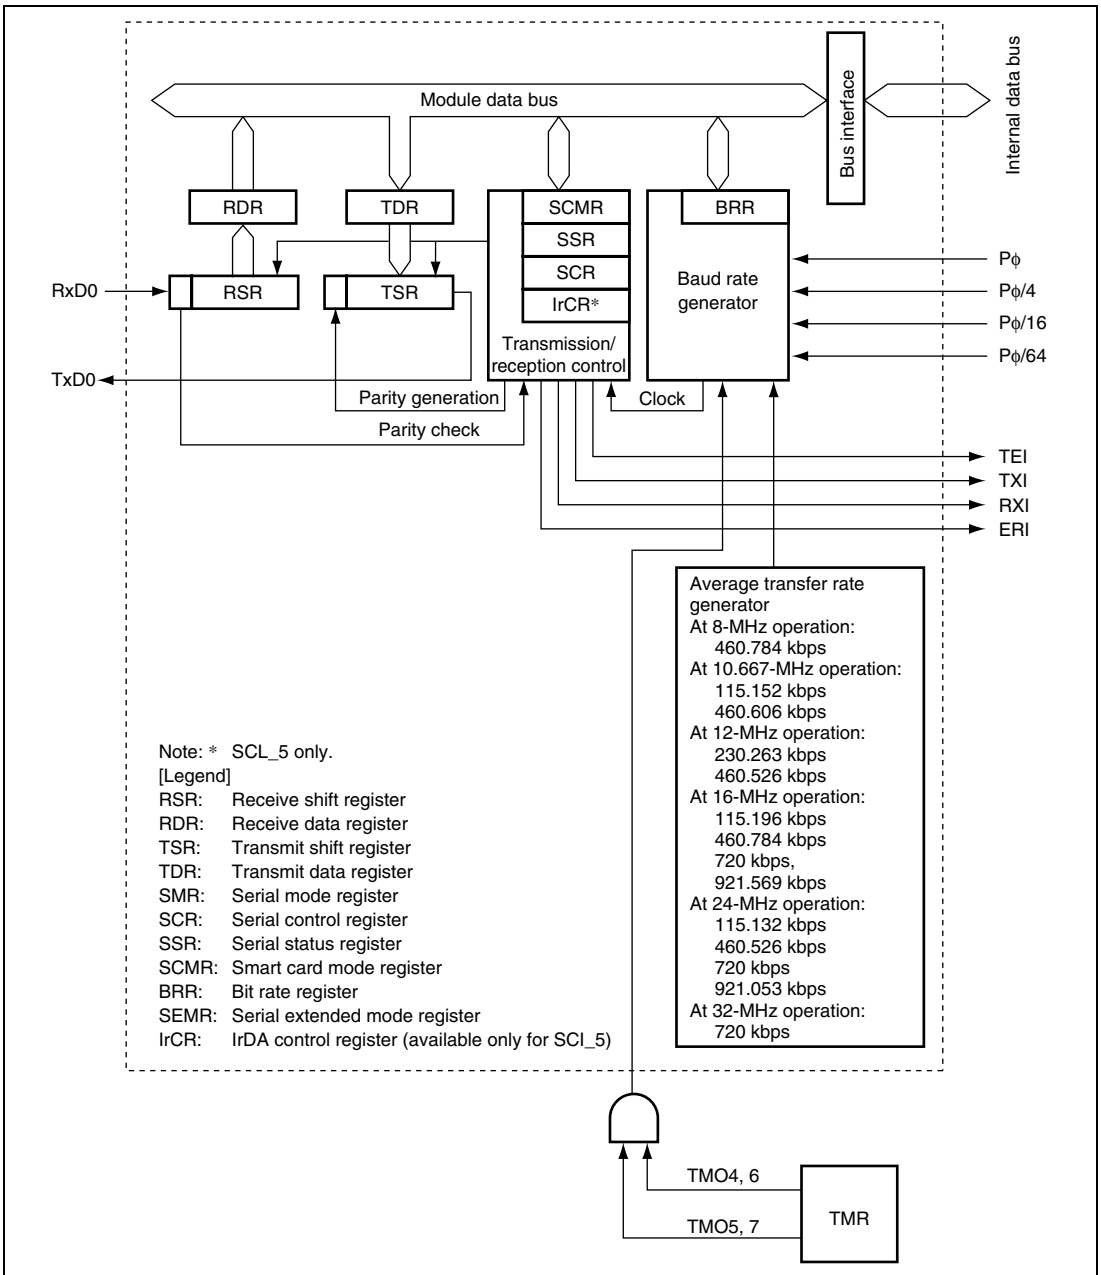 Module data bus
Bus interface
Internal data bus
RDR
TDR
SCMR
BRR
SSR
SCR
IrCR*
RxD0
RSR
TSR
Baud rate
generator
Pϕ
Pϕ/4
Pϕ/16
Pϕ/64
Transmission/
reception control
TxD0
Parity generation
Clock
Parity check
TEI
TXI
RXI
ERI
Average transfer rate
generator
At 8-MHz operation:
460.784 kbps
At 10.667-MHz operation:
115.152 kbps
460.606 kbps
At 12-MHz operation:
230.263 kbps
460.526 kbps
At 16-MHz operation:
115.196 kbps
460.784 kbps
720 kbps,
921.569 kbps
At 24-MHz operation:
115.132 kbps
460.526 kbps
720 kbps
921.053 kbps
At 32-MHz operation:
720 kbps
Note: * SCL_5 only.
[Legend]
RSR: Receive shift register
RDR: Receive data register
TSR: Transmit shift register
TDR: Transmit data register
SMR: Serial mode register
SCR: Serial control register
SSR: Serial status register
SCMR: Smart card mode register
BRR: Bit rate register
SEMR: Serial extended mode register
IrCR: IrDA control register (available only for SCI_5)
TMO4, 6
TMO5, 7
TMR